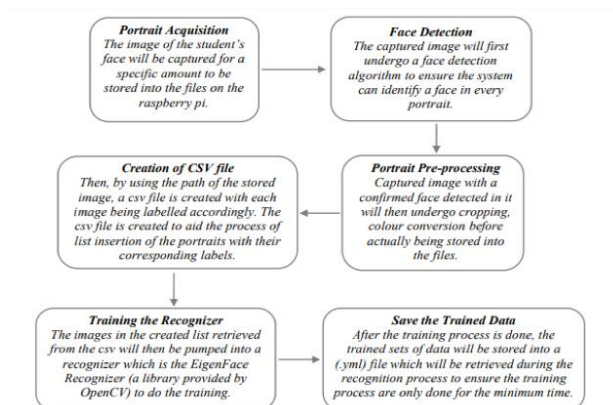 Portrait Acquisition
The image of the student's
face will be captured for a
specific amount to be
stored into the files on the
raspberry pi.
Face Detection
The captured image will first
undergo a face detection
algorithm to ensure the system
can identify a face in every
portrait.
Portrait Pre-processing
Captured image with a
confirmed face detected in it
will then undergo cropping,
colour conversion before
actually being stored into
the files.
Creation of CSV file
Then, by using the path of the stored
image, a csv file is created with each
image being labelled accordingly. The
csv file is created to aid the process of
list insertion of the portraits with their
corresponding labels.
Training the Recognizer
The images in the created list retrieved
from the csv will then be pumped into a
recognizer which is the EigenFace
Recognizer (a library provided by
OpenCV) to do the training.
Save the Trained Data
After the training process is done, the
trained sets of data will be stored into a
(.yml) file which will be retrieved during the
recognition process to ensure the training
process are only done for the minimum time.